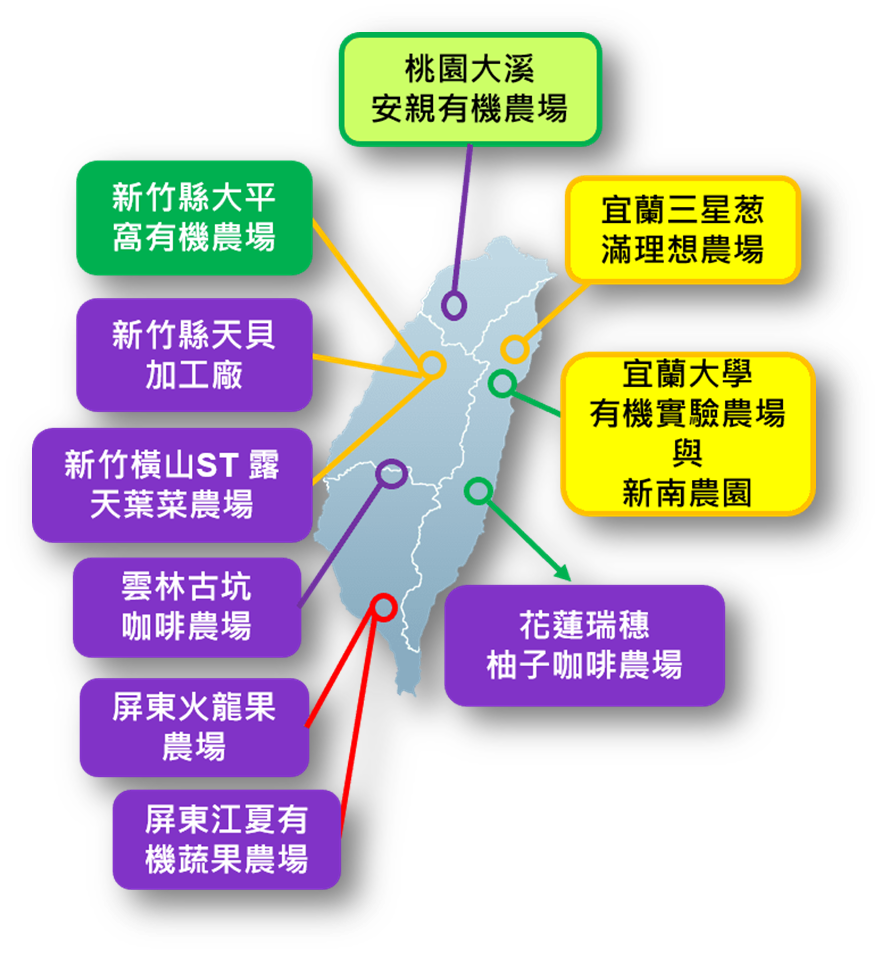 桃園大溪
安親有機農場
新竹縣大平
窩有機農場
宜蘭三星葱
滿理想農場
新竹縣天貝
加工廠
宜蘭大學
有機實驗農場
與
新南農園
新竹橫山ST 露
天葉菜農場
雲林古坑
咖啡農場
花蓮瑞穗
柚子咖啡農場
屏東火龍果
農場
屏東江夏有
機蔬果農場